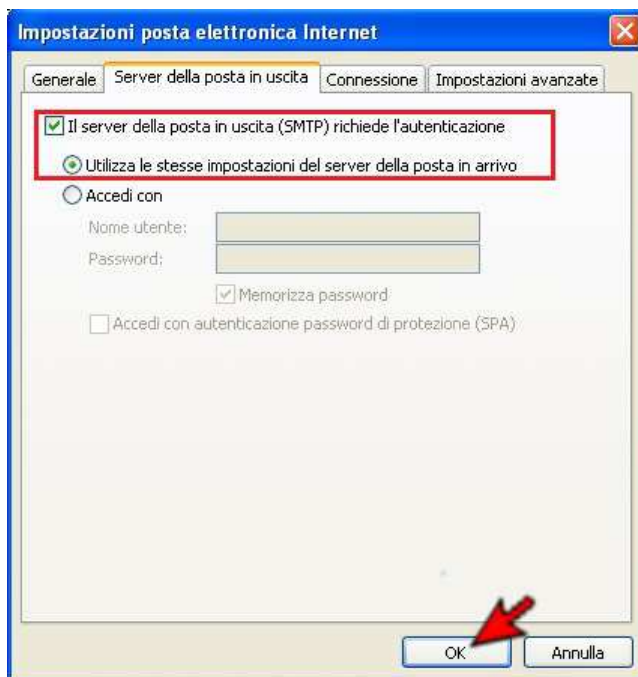 Impostazioni posta elettronica Internet
Generale Server della posta in uscita Connessione Impostazioni avanzate
Il server della posta in uscita (SMTP) richiede l'autenticazione
Utilizza le stesse impostazioni del server della posta in arrivo
Accedi con
Nome utente:
Password:
Memorizza password
Accedi con autenticazione password di protezione (SPA)
OK Annulla